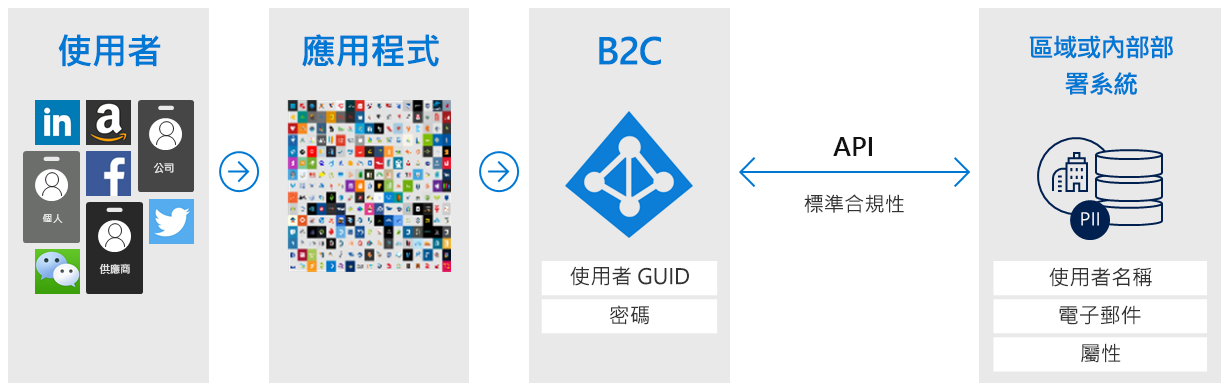 使用者
in
a
公司
個人
f
供應商
應用程式
B2C
使用者 GUID
密碼
API
標準合規性
區域或內部部
署系統
PII
使用者名稱
電子郵件
屬性